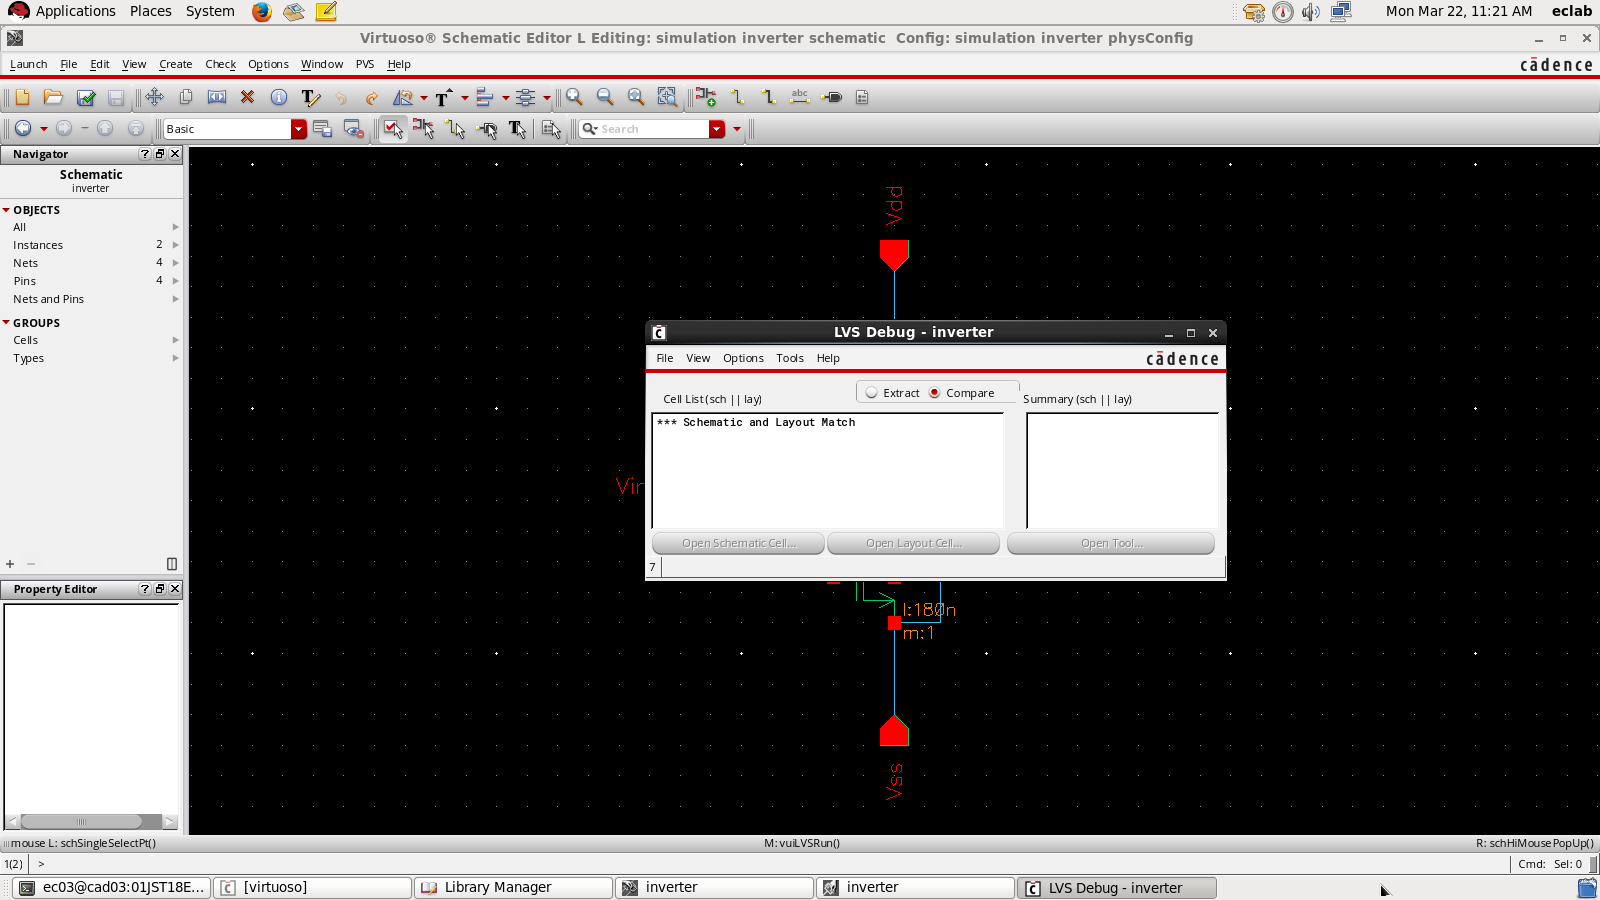 Applications Places System Mon Mar 22, 11:21 AM eclab
Virtuoso® Schematic Editor L Editing: simulation inverter schematic Config: simulation inverter physConfig
Launch File Edit View Create Check Options Window PVS Help cādence
abc
Basic Search
Navigator
Schematic
inverter
OBJECTS
All
Instances 2
Nets 4
Pins 4
Nets and Pins
GROUPS
Cells
Types
Property Editor
Vdd
LVS Debug - inverter
File View Options Tools Help cādence
Extract Compare
Cell List (sch || lay) Summary (sch || lay)
*** Schematic and Layout Match
Open Schematic Cell... Open Layout Cell... Open Tool...
7
l:180n
m:1
Vss
mouse L: schSingleSelectPt() M: vuiLVSRun() R: schHiMousePopUp()
1(2) > Cmd: Sel: 0
ec03@cad03:01JST18E... [virtuoso] Library Manager inverter inverter LVS Debug - inverter